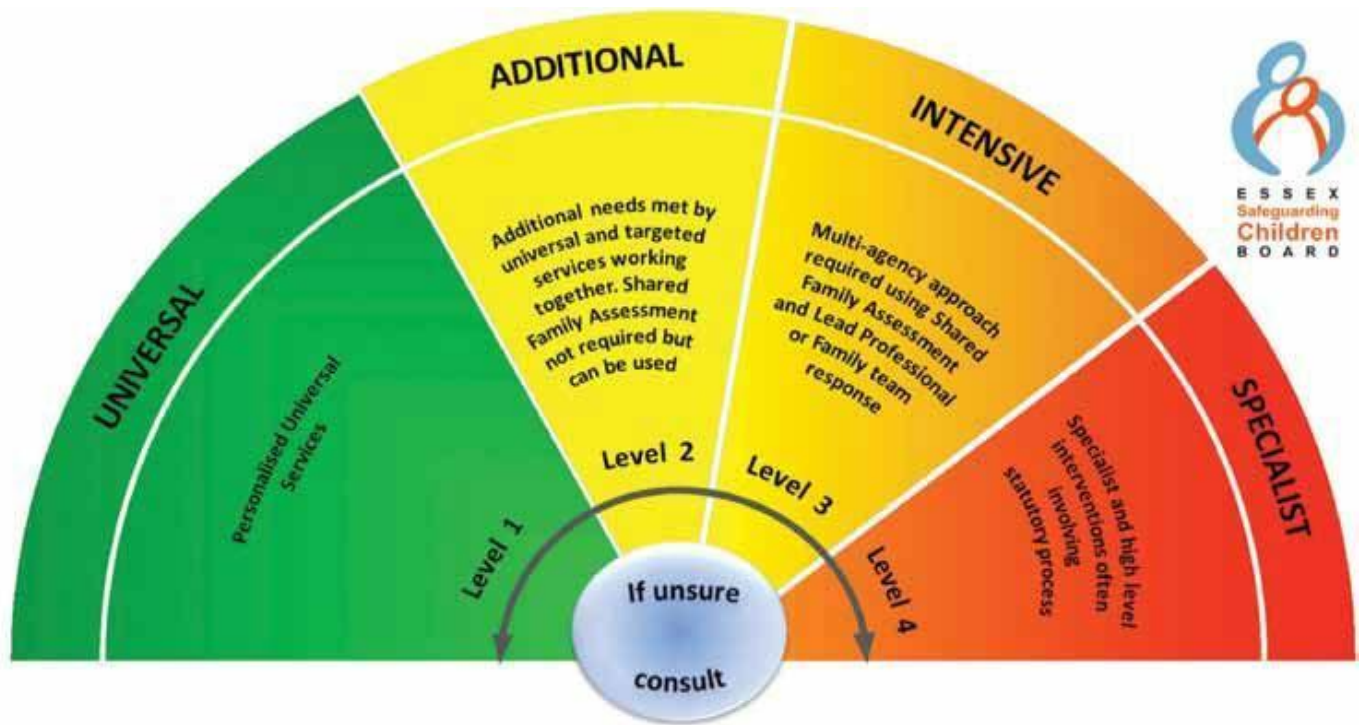 UNIVERSAL
Personalised Universal
Services
Level 1
ADDITIONAL
Additional needs met by
universal and targeted
services working
together. Shared
Family Assessment
not required but
can be used
Level 2
INTENSIVE
Multi-agency approach
required using Shared
Family Assessment
and Lead Professional
or Family team
response
Level 3
SPECIALIST
Specialist and high level
interventions often
involving
statutory process
Level 4
If unsure
consult
ESSEX
Safeguarding
Children
BOARD